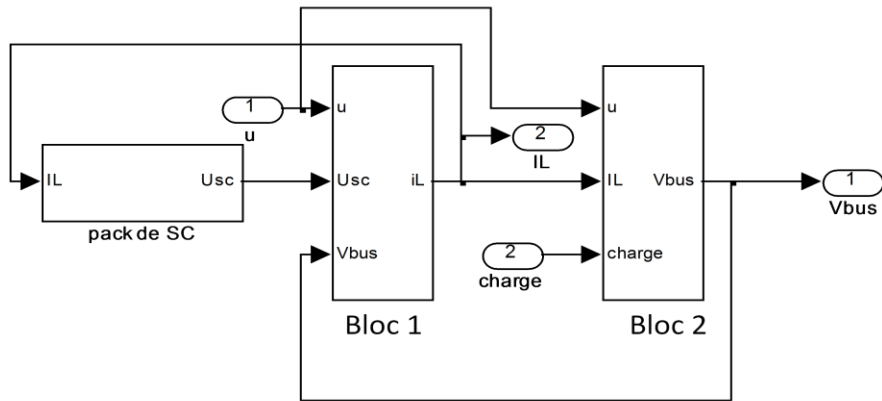 1
u
IL
Usc
pack de SC
u
Usc
iL
Vbus
Bloc 1
2
IL
2
charge
u
IL
Vbus
charge
Bloc 2
1
Vbus